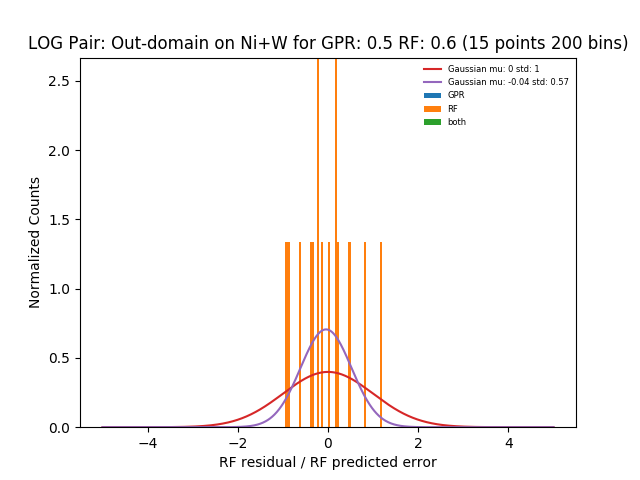 LOG Pair: Out-domain on Ni+W for GPR: 0.5 RF: 0.6 (15 points 200 bins)
Gaussian mu: 0 std: 1
Gaussian mu: -0.04 std: 0.57
GPR
RF
both
Normalized Counts
2.5
2.0
1.5
1.0
0.5
0.0
−4
−2
0
2
4
RF residual / RF predicted error